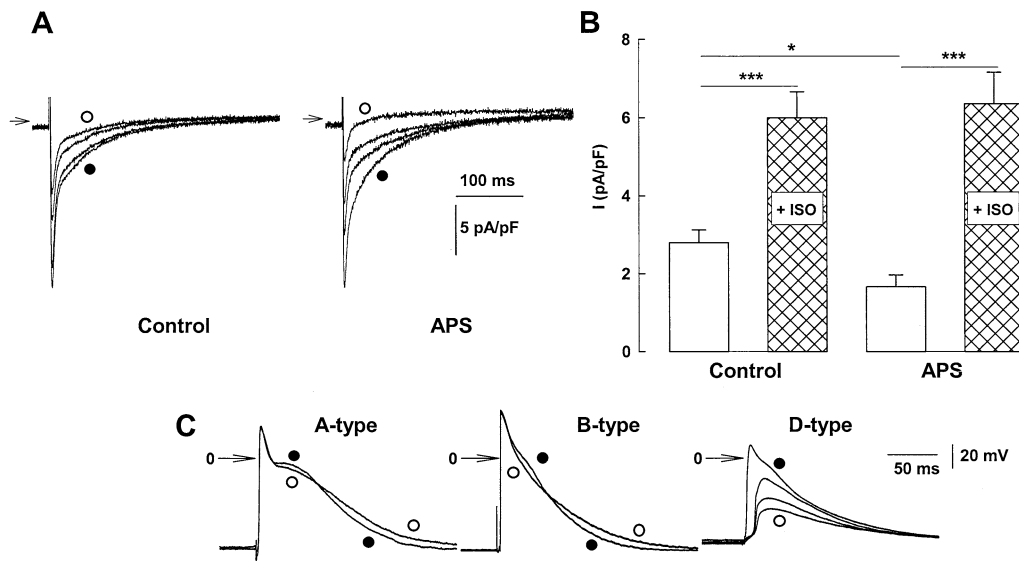 A
100 ms
5 pA/pF
Control
APS
B
8
6
4
2
0
I (pA/pF)
*
***
***
+ ISO
+ ISO
Control
APS
C
A-type
B-type
D-type
0
0
0
50 ms
20 mV